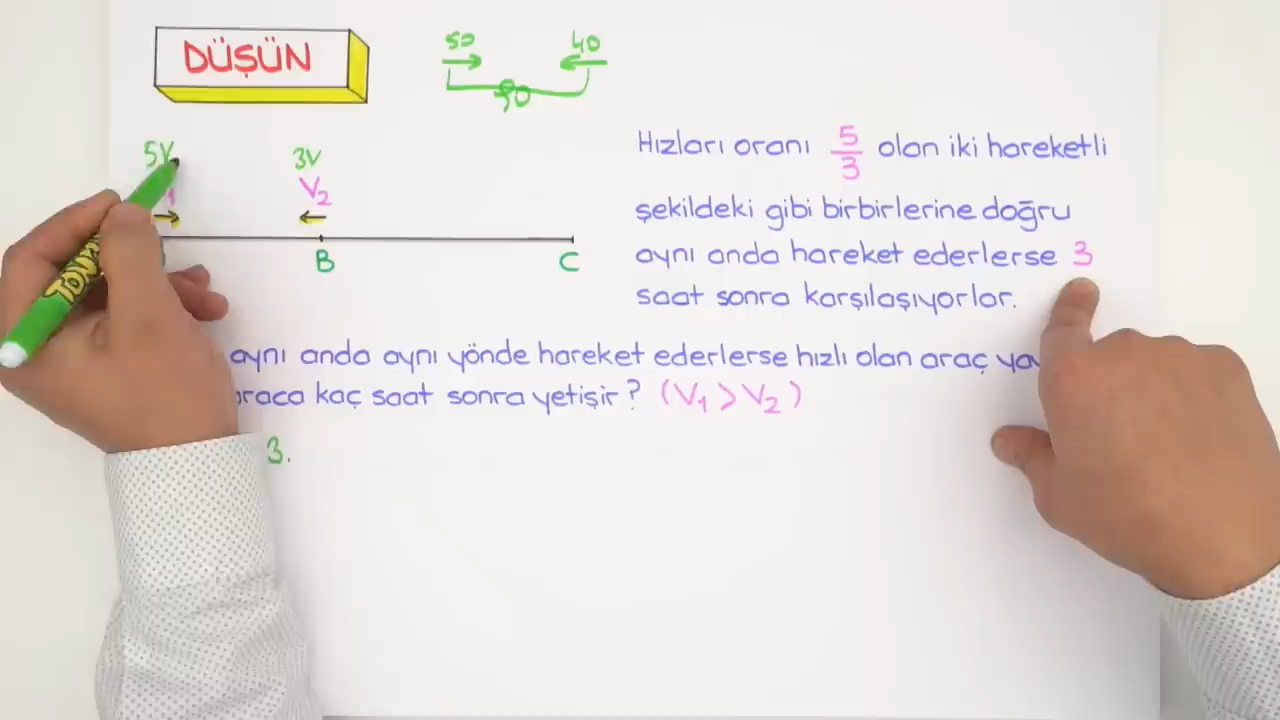 DÜŞÜN
50 40
90
5V 3V
V₂
B C
Hızları oranı 5/3 olan iki hareketli
şekildeki gibi birbirlerine doğru
aynı anda hareket ederlerse 3
saat sonra karşılaşıyorlar.
aynı anda aynı yönde hareket ederlerse hızlı olan araç
araca kaç saat sonra yetişir? (V₁ > V₂)
3.